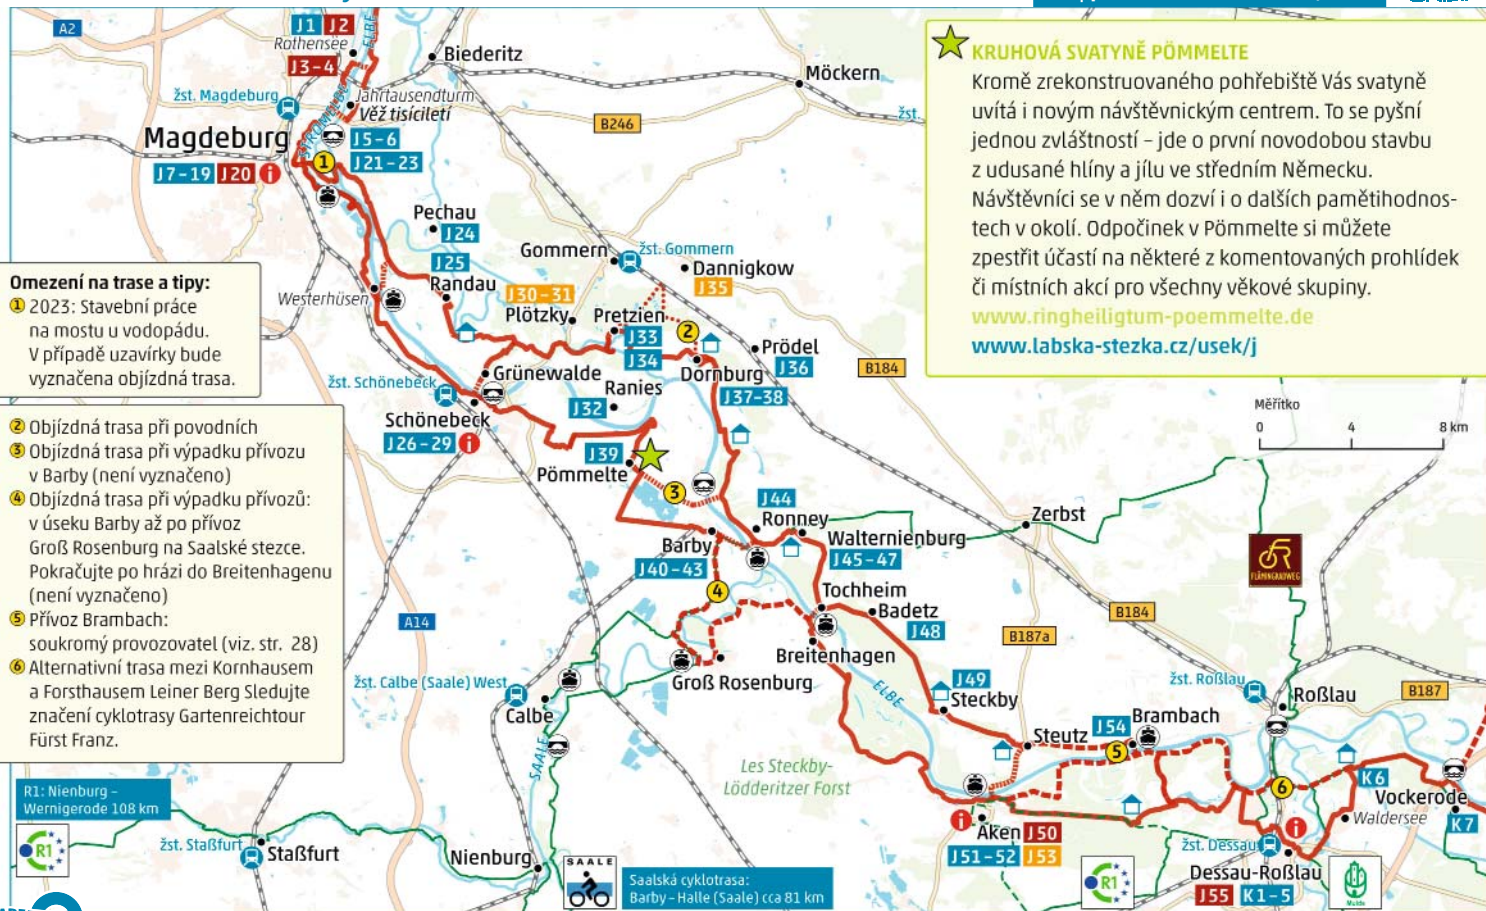 A2
J1 J2
Rothensee
J3-4
ELBE
Biederitz
Möckern
žst. Magdeburg
Jahrtausendturm
Věž tisíciletí
STROMELBE
B246
žst.
Magdeburg
J5-6
1
J21-23
J7-19 J20 i
KRUHOVÁ SVATYNĚ PÖMMELTE
Kromě zrekonstruovaného pohřebiště Vás svatyně
uvítá i novým návštěvnickým centrem. To se pyšní
jednou zvláštností – jde o první novodobou stavbu
z udusané hlíny a jílu ve středním Německu.
Návštěvníci se v něm dozví i o dalších pamětihodnos-
tech v okolí. Odpočinek v Pömmelte si můžete
zpestřit účastí na některé z komentovaných prohlídek
či místních akcí pro všechny věkové skupiny.
www.ringheiligtum-poemmelte.de
www.labska-stezka.cz/usek/j
Pechau
J24
J25
Randau
Gommern
žst. Gommern
Dannigkow
J35
Westerhüsen
J30-31
Plötzky
Pretzien
J33
J34
2
Prödel
J36
B184
Omezení na trase a tipy:
1 2023: Stavební práce
na mostu u vodopádu.
V případě uzavírky bude
vyznačena objízdná trasa.
žst. Schönebeck
Grünewalde
Ranies
J32
Dornburg
J37-38
Schönebeck
J26-29 i
Měřítko
0 4 8 km
2 Objízdná trasa při povodních
3 Objízdná trasa při výpadku přívozu
v Barby (není vyznačeno)
4 Objízdná trasa při výpadku přívozů:
v úseku Barby až po přívoz
Groß Rosenburg na Saalské stezce.
Pokračujte po hrázi do Breitenhagenu
(není vyznačeno)
5 Přívoz Brambach:
soukromý provozovatel (viz. str. 28)
6 Alternativní trasa mezi Kornhausem
a Forsthausem Leiner Berg Sledujte
značení cyklotrasy Gartenreichtour
Fürst Franz.
J39
Pömmelte
3
J44
Ronney
Zerbst
Barby
J40-43
Walternienburg
J45-47
FLÄMINGRADWEG
4
Tochheim
Badetz
J48
A14
B184
B187a
Breitenhagen
Groß Rosenburg
žst. Calbe (Saale) West
Calbe
SAALE
ELBE
J49
Steckby
žst. Roßlau
Roßlau
B187
Steutz
J54
Brambach
5
Les Steckby-
Lödderitzer Forst
6
K6
Vockerode
K7
Waldersee
R1: Nienburg –
Wernigerode 108 km
R1
žst. Staßfurt
Staßfurt
Nienburg
SAALE
Saalská cyklotrasa:
Barby – Halle (Saale) cca 81 km
i
Aken J50
J51-52 J53
R1
žst. Dessau
i
Dessau-Roßlau
J55 K1-5
Mulde